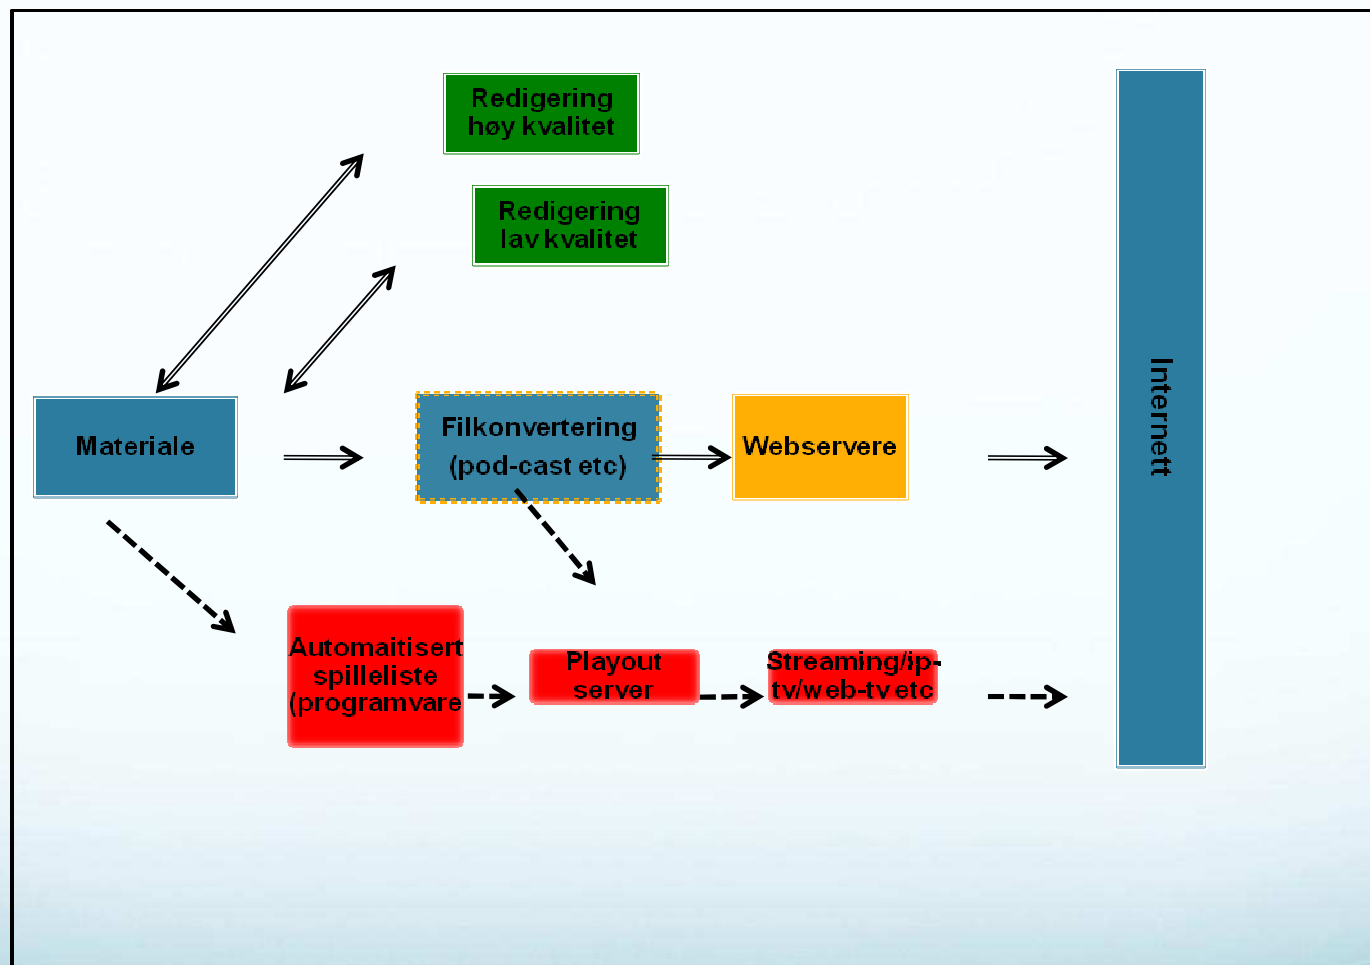 Redigering
høy kvalitet
Redigering
lav kvalitet
Materiale
Filkonvertering
(pod-cast etc)
Webservere
Internett
Automaitisert
spilleliste
(programvare
Playout
server
Streaming/ip-
tv/web-tv etc